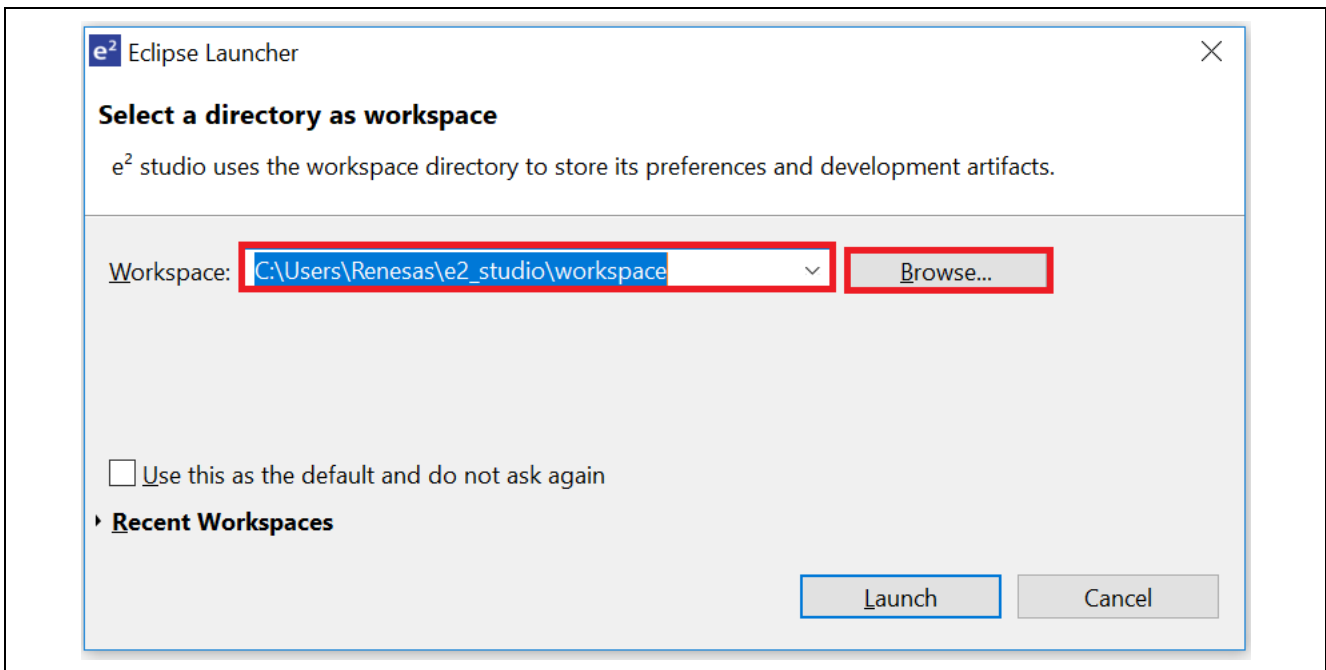 e² Eclipse Launcher
Select a directory as workspace
e² studio uses the workspace directory to store its preferences and development artifacts.
Workspace: C:\Users\Renesas\e2_studio\workspace Browse...
Use this as the default and do not ask again
Recent Workspaces
Launch Cancel